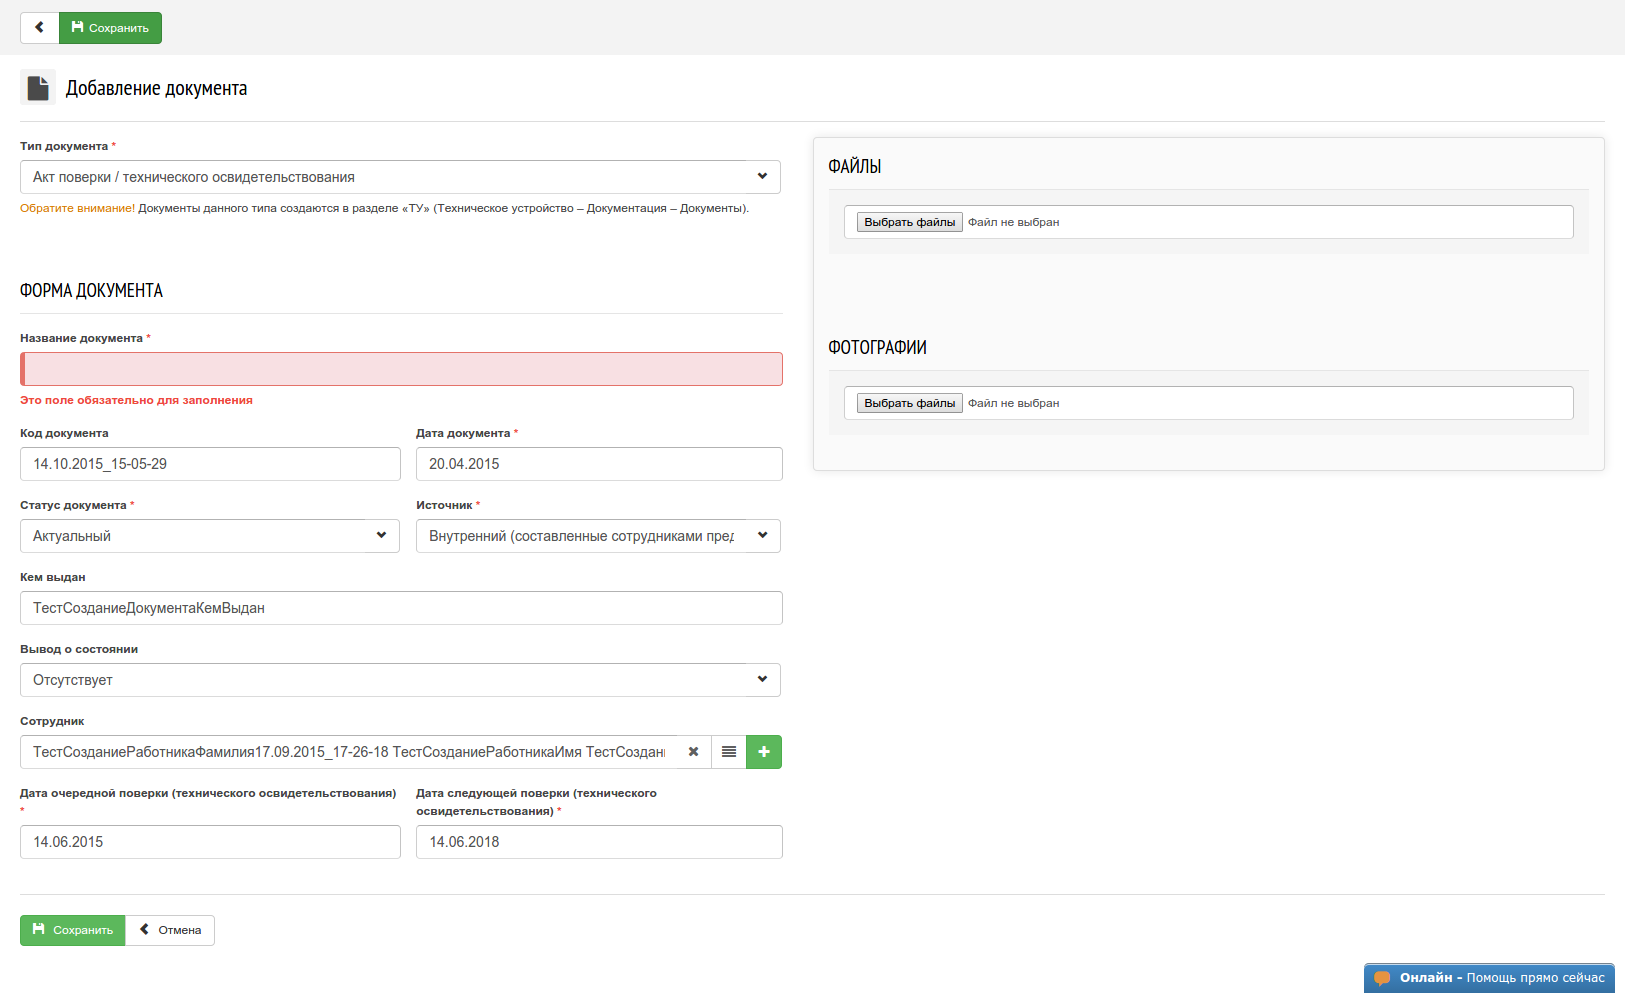 Сохранить
Добавление документа
Тип документа *
Акт поверки / технического освидетельствования
Обратите внимание! Документы данного типа создаются в разделе «ТУ» (Техническое устройство – Документация – Документы).
ФОРМА ДОКУМЕНТА
Название документа *
Это поле обязательно для заполнения
Код документа
14.10.2015_15-05-29
Дата документа *
20.04.2015
Статус документа *
Актуальный
Источник *
Внутренний (составленные сотрудниками пред
Кем выдан
ТестСозданиеДокументаКемВыдан
Вывод о состоянии
Отсутствует
Сотрудник
ТестСозданиеРаботникаФамилия17.09.2015_17-26-18 ТестСозданиеРаботникаИмя ТестСоздани
Дата очередной поверки (технического освидетельствования)
*
14.06.2015
Дата следующей поверки (технического
освидетельствования) *
14.06.2018
Сохранить
Отмена
ФАЙЛЫ
Выбрать файлы Файл не выбран
ФОТОГРАФИИ
Выбрать файлы Файл не выбран
Онлайн - Помощь прямо сейчас